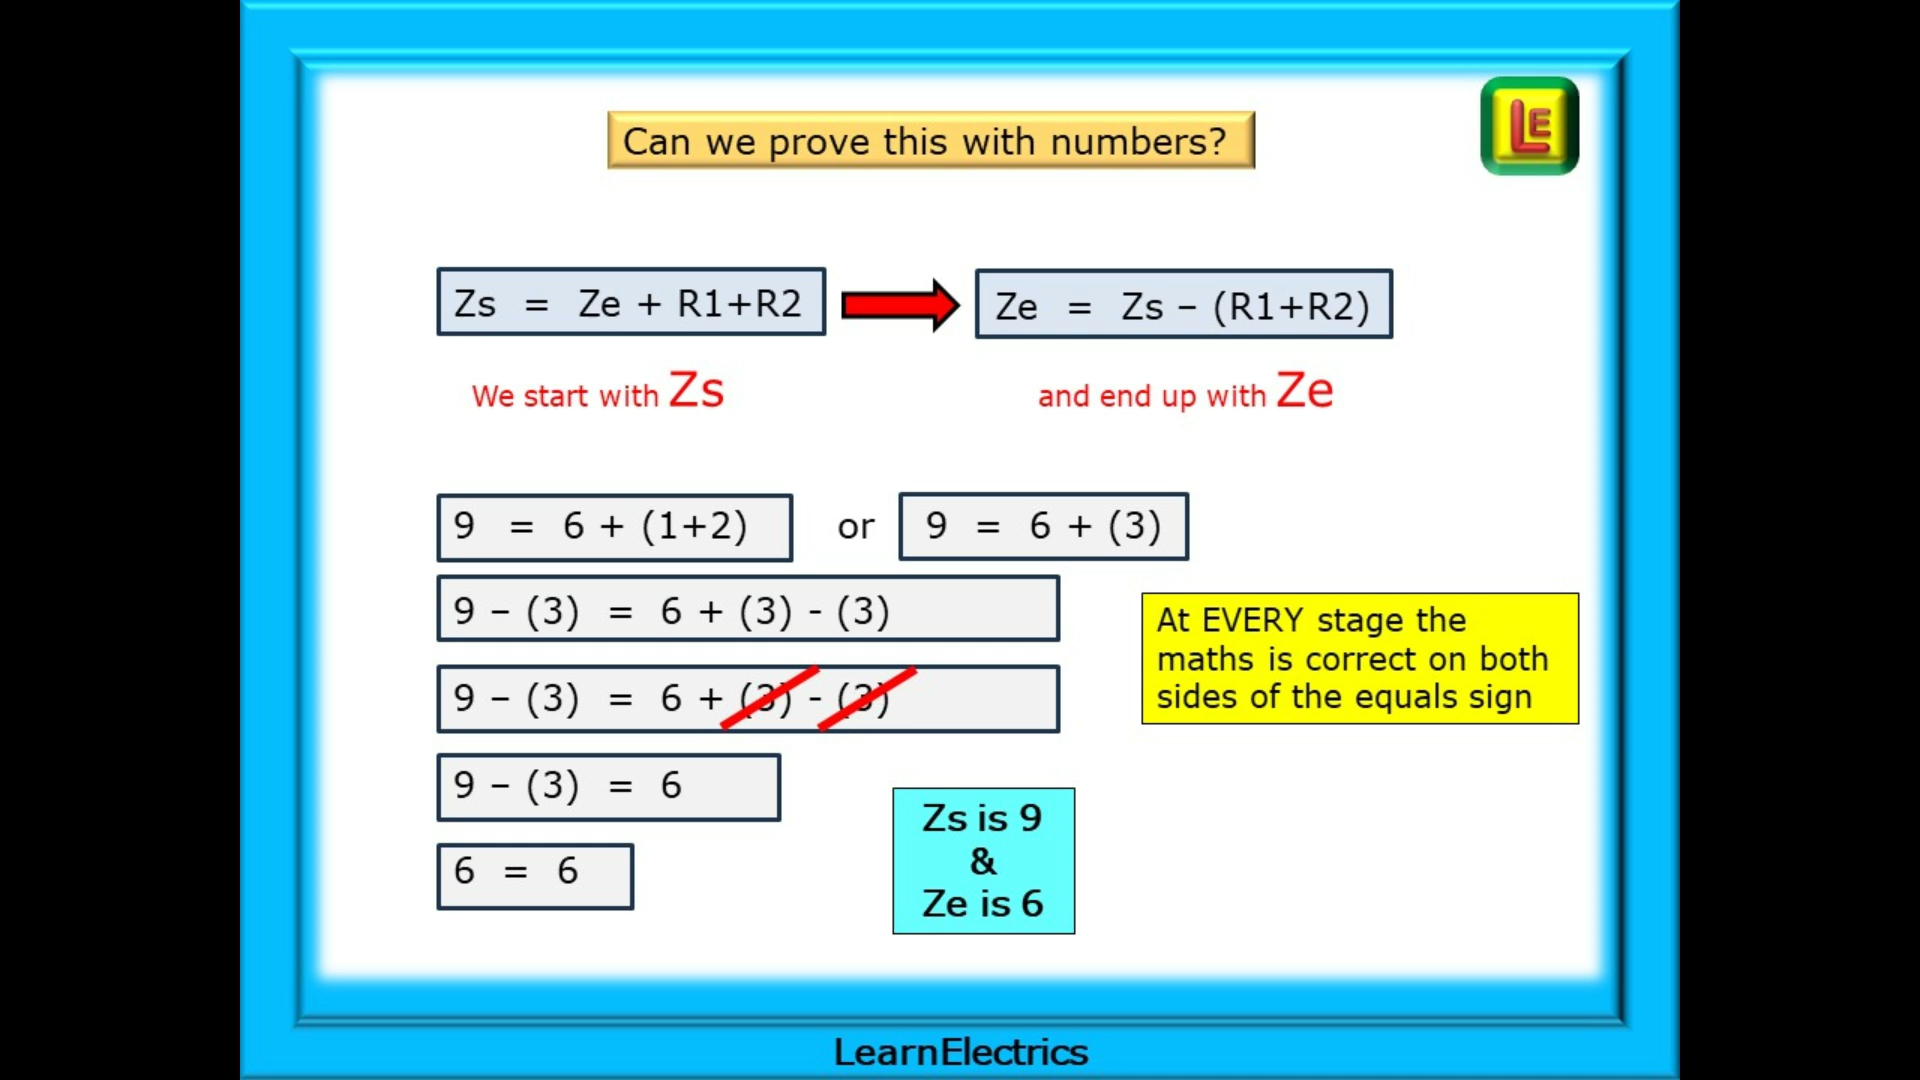 Can we prove this with numbers?
LE
Zs = Ze + R1+R2
Ze = Zs – (R1+R2)
We start with Zs
and end up with Ze
9 = 6 + (1+2)
or
9 = 6 + (3)
9 – (3) = 6 + (3) - (3)
9 – (3) = 6 + (3) - (3)
9 – (3) = 6
6 = 6
At EVERY stage the
maths is correct on both
sides of the equals sign
Zs is 9
&
Ze is 6
LearnElectrics